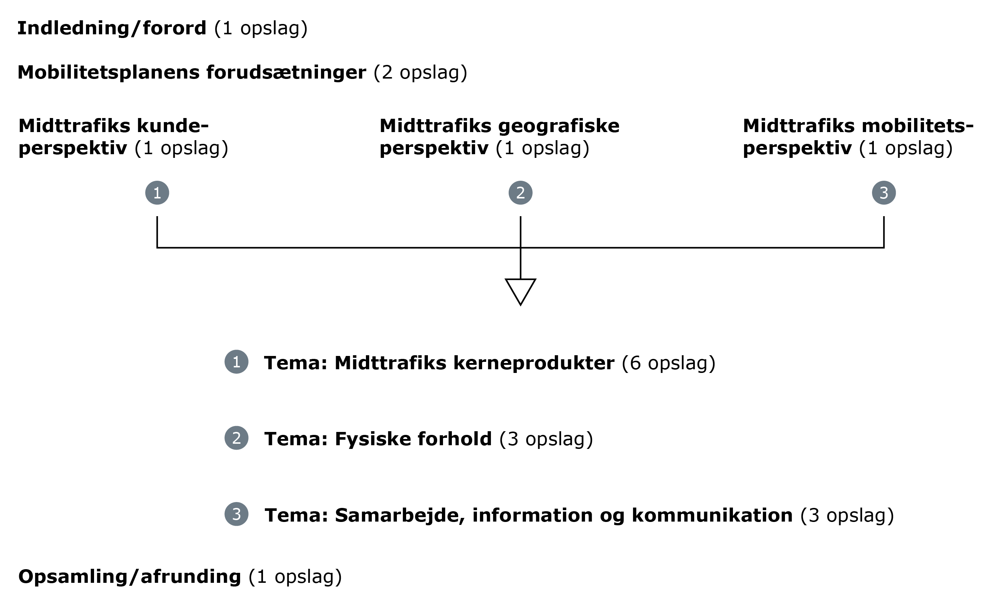 Indledning/forord (1 opslag)
Mobilitetsplanens forudsætninger (2 opslag)
Midttrafiks kunde-
perspektiv (1 opslag)
1
Midttrafiks geografiske
perspektiv (1 opslag)
2
Midttrafiks mobilitets-
perspektiv (1 opslag)
3
1 Tema: Midttrafiks kerneprodukter (6 opslag)
2 Tema: Fysiske forhold (3 opslag)
3 Tema: Samarbejde, information og kommunikation (3 opslag)
Opsamling/afrunding (1 opslag)